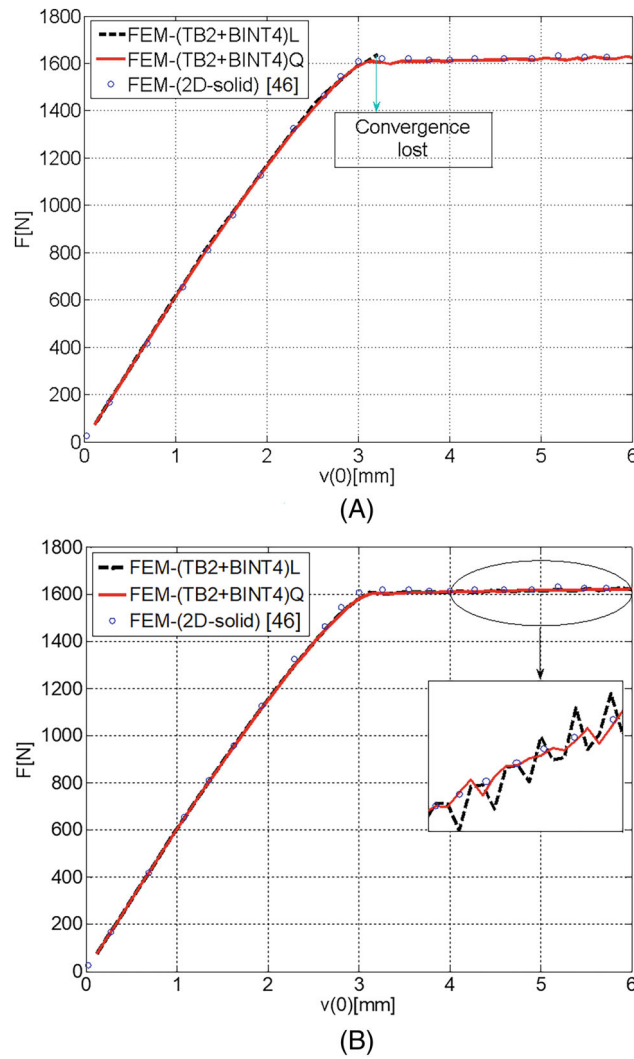 1800
1600
1400
1200
1000
800
600
400
200
0
F[N]
FEM-(TB2+BINT4)L
FEM-(TB2+BINT4)Q
FEM-(2D-solid) [46]
Convergence
lost
0 1 2 3 4 5 6
v(0)[mm]
(A)
1800
1600
1400
1200
1000
800
600
400
200
0
F[N]
FEM-(TB2+BINT4)L
FEM-(TB2+BINT4)Q
FEM-(2D-solid) [46]
0 1 2 3 4 5 6
v(0)[mm]
(B)